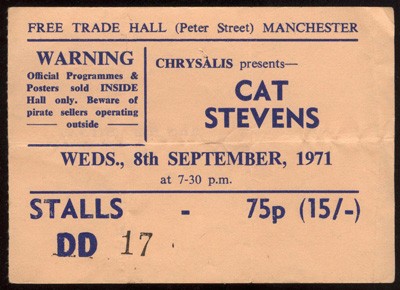 FREE TRADE HALL (Peter Street) MANCHESTER
WARNING
Official Programmes &
Posters sold INSIDE
Hall only. Beware of
pirate sellers operating
outside
CHRYSALIS presents—
CAT
STEVENS
WEDS., 8th SEPTEMBER, 1971
at 7-30 p.m.
STALLS - 75p (15/-)
DD 17